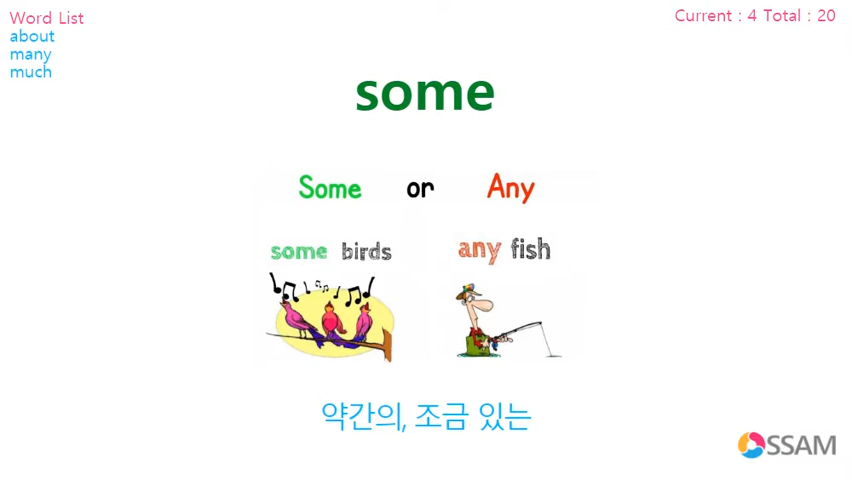 Word List
Current : 4 Total : 20
about
many
much
some
Some or Any
some birds
any fish
약간의, 조금 있는
SSAM